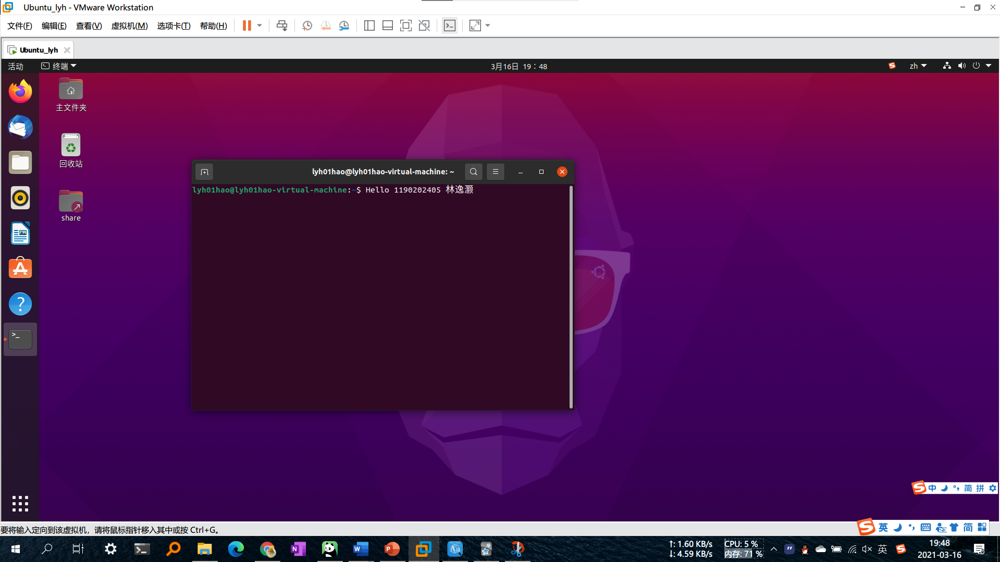 Ubuntu_lyh - VMware Workstation
文件(F) 编辑(E) 查看(V) 虚拟机(M) 选项卡(T) 帮助(H)
Ubuntu_lyh
活动 终端 3月16日 19：48 zh
主文件夹
回收站
share
lyh01hao@lyh01hao-virtual-machine: ~
lyh01hao@lyh01hao-virtual-machine:~$ Hello 1190202405 林逸灏
中 简 拼
要将输入定向到该虚拟机，请将鼠标指针移入其中或按 Ctrl+G。
英 简
↑: 1.60 KB/s CPU: 5 % 19:48
↓: 4.59 KB/s 内存: 71 % 英 2021-03-16